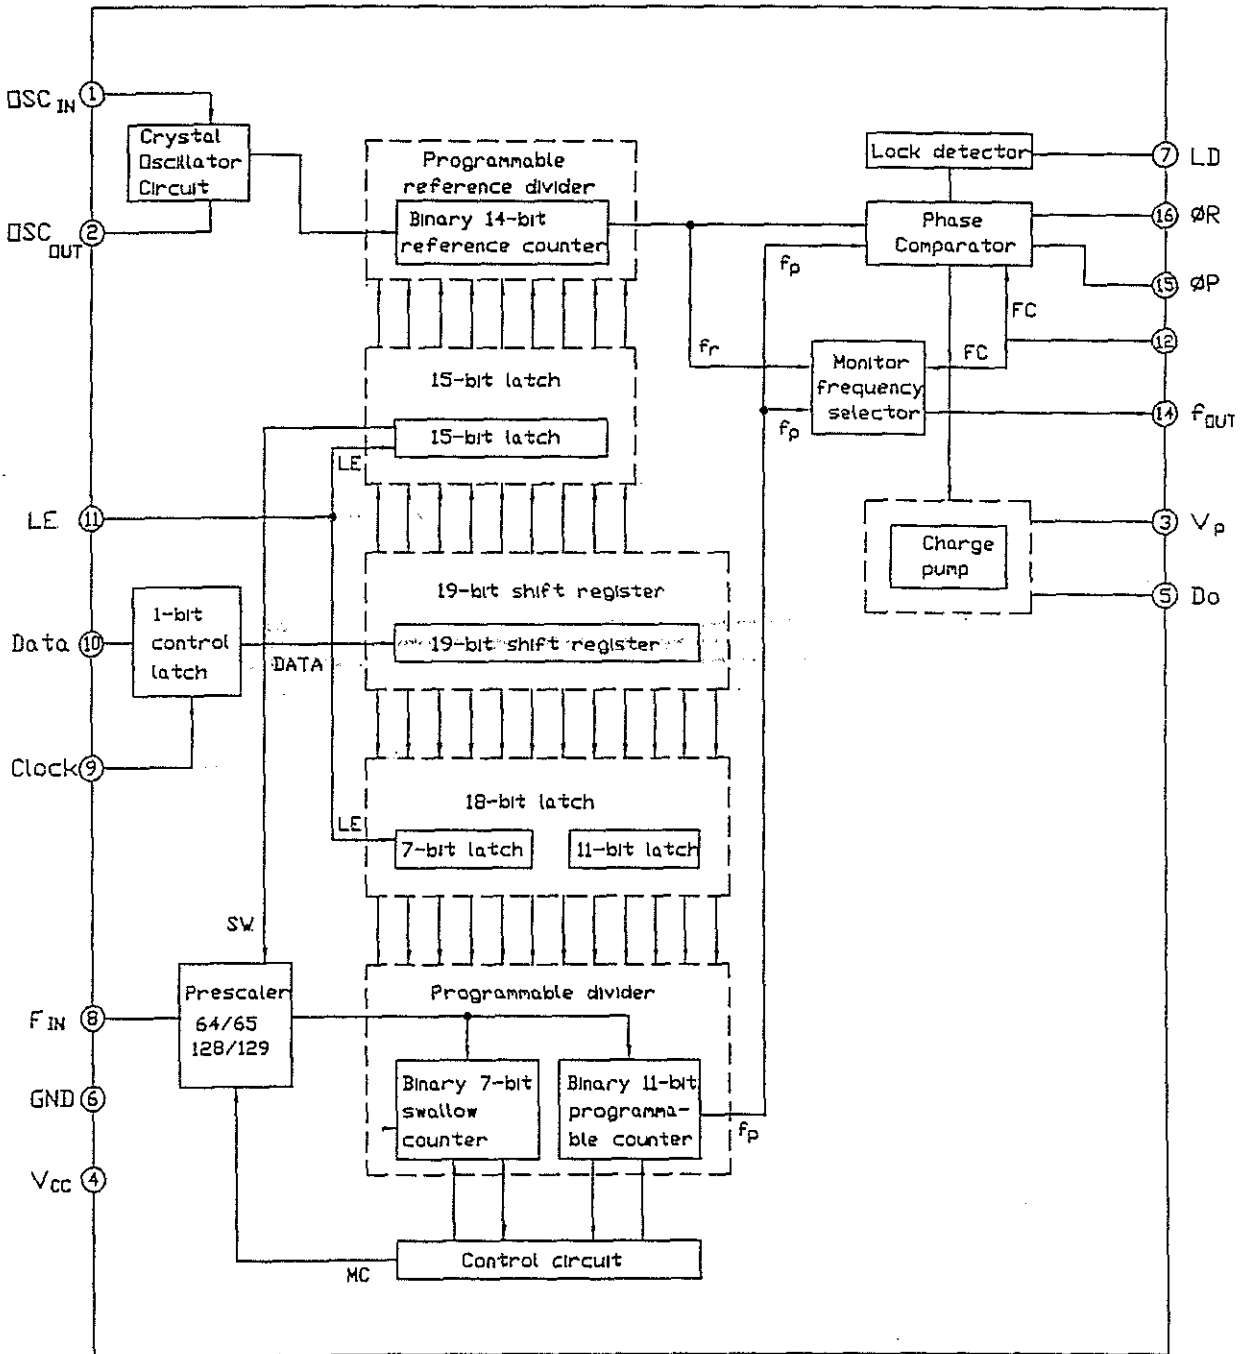 OSC IN
1
Crystal
Oscillator
Circuit
OSC OUT
2
Programmable
reference divider
Binary 14-bit
reference counter
Lock detector
7
LD
Phase
Comparator
16
ØR
15
ØP
fp
FC
12
fr
FC
Monitor
frequency
selector
fp
14
fOUT
15-bit latch
15-bit latch
LE
LE
11
3
Vp
Charge
pump
5
Do
19-bit shift register
19-bit shift register
1-bit
control
latch
Data
10
DATA
Clock
9
18-bit latch
LE
7-bit latch
11-bit latch
SW.
Prescaler
64/65
128/129
F IN
8
Programmable divider
GND
6
Binary 7-bit
swallow
counter
Binary 11-bit
programma-
ble counter
fp
VCC
4
Control circuit
MC